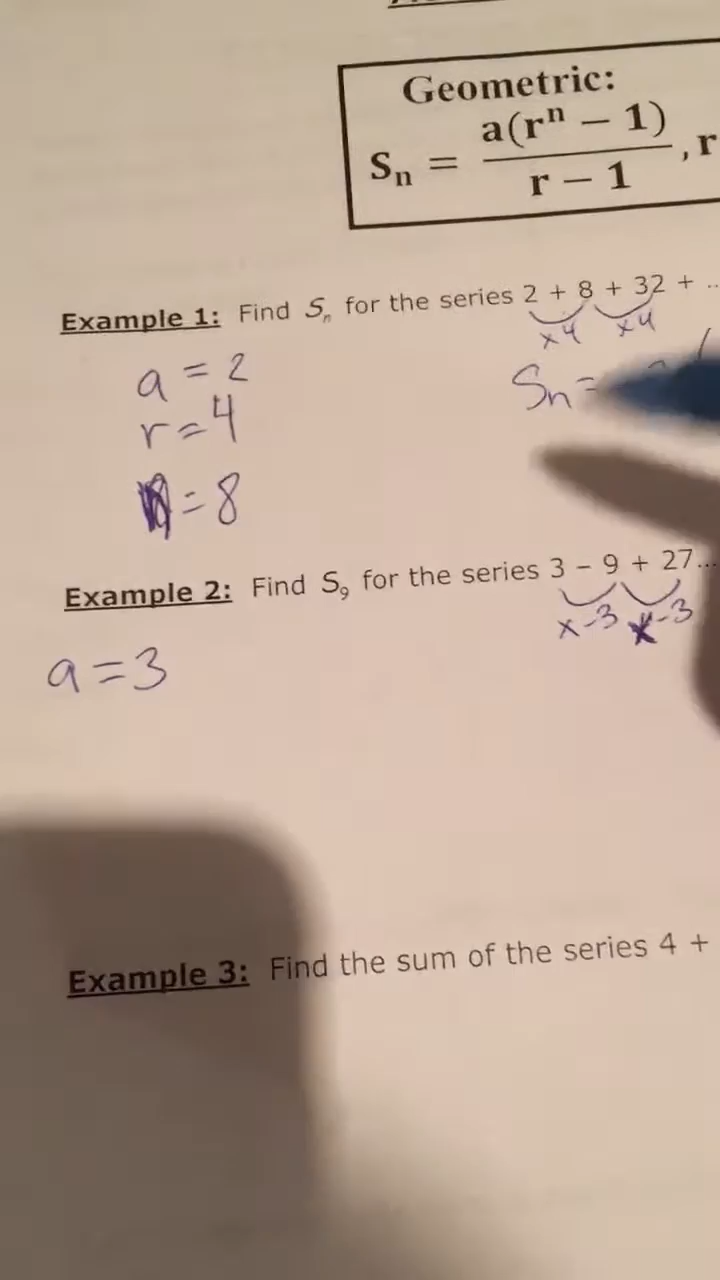 Geometric:
Sn = a(rⁿ − 1) / r − 1 , r
Example 1: Find Sn for the series 2 + 8 + 32 + ..
x4 x4
a = 2
Sn =
r = 4
= 8
Example 2: Find S9 for the series 3 − 9 + 27...
x-3 x-3
a = 3
Example 3: Find the sum of the series 4 +